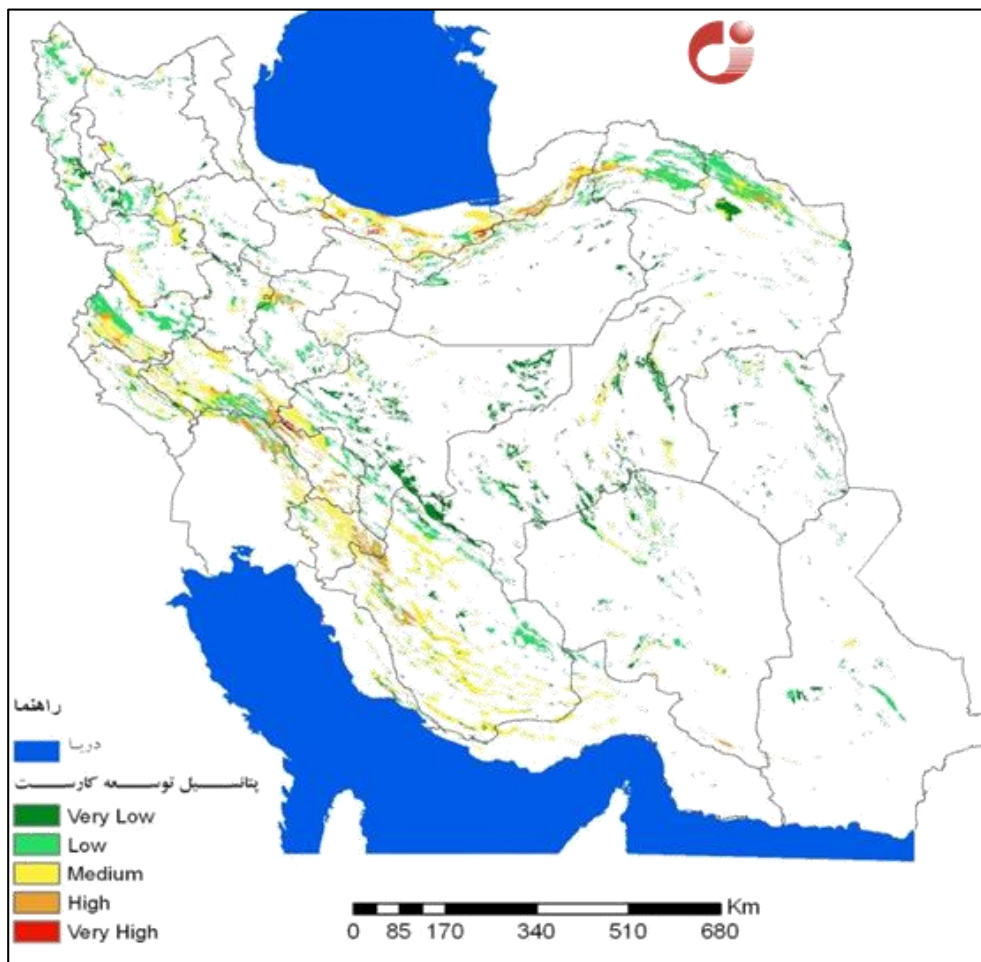 راهنما
دریا
پتانسیل توسعه کارست
Very Low
Low
Medium
High
Very High
Km
0 85 170 340 510 680